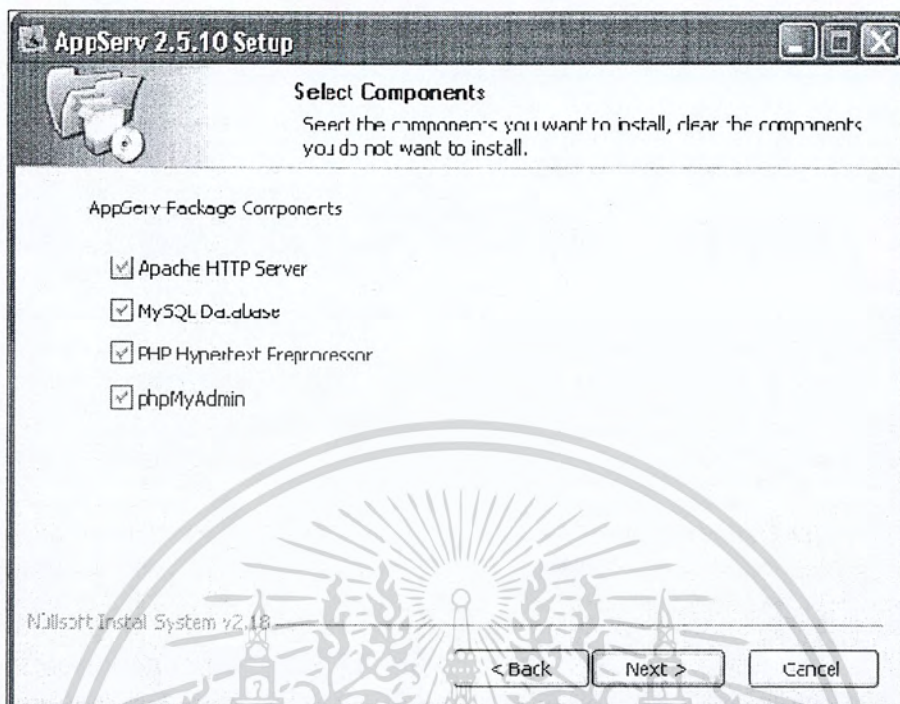 AppServ 2.5.10 Setup
Select Components
Select the components you want to install, clear the components
you do not want to install.
AppServ Package Components
Apache HTTP Server
MySQL Database
PHP Hypertext Preprocessor
phpMyAdmin
Nullsoft Install System v2.18
< Back Next > Cancel